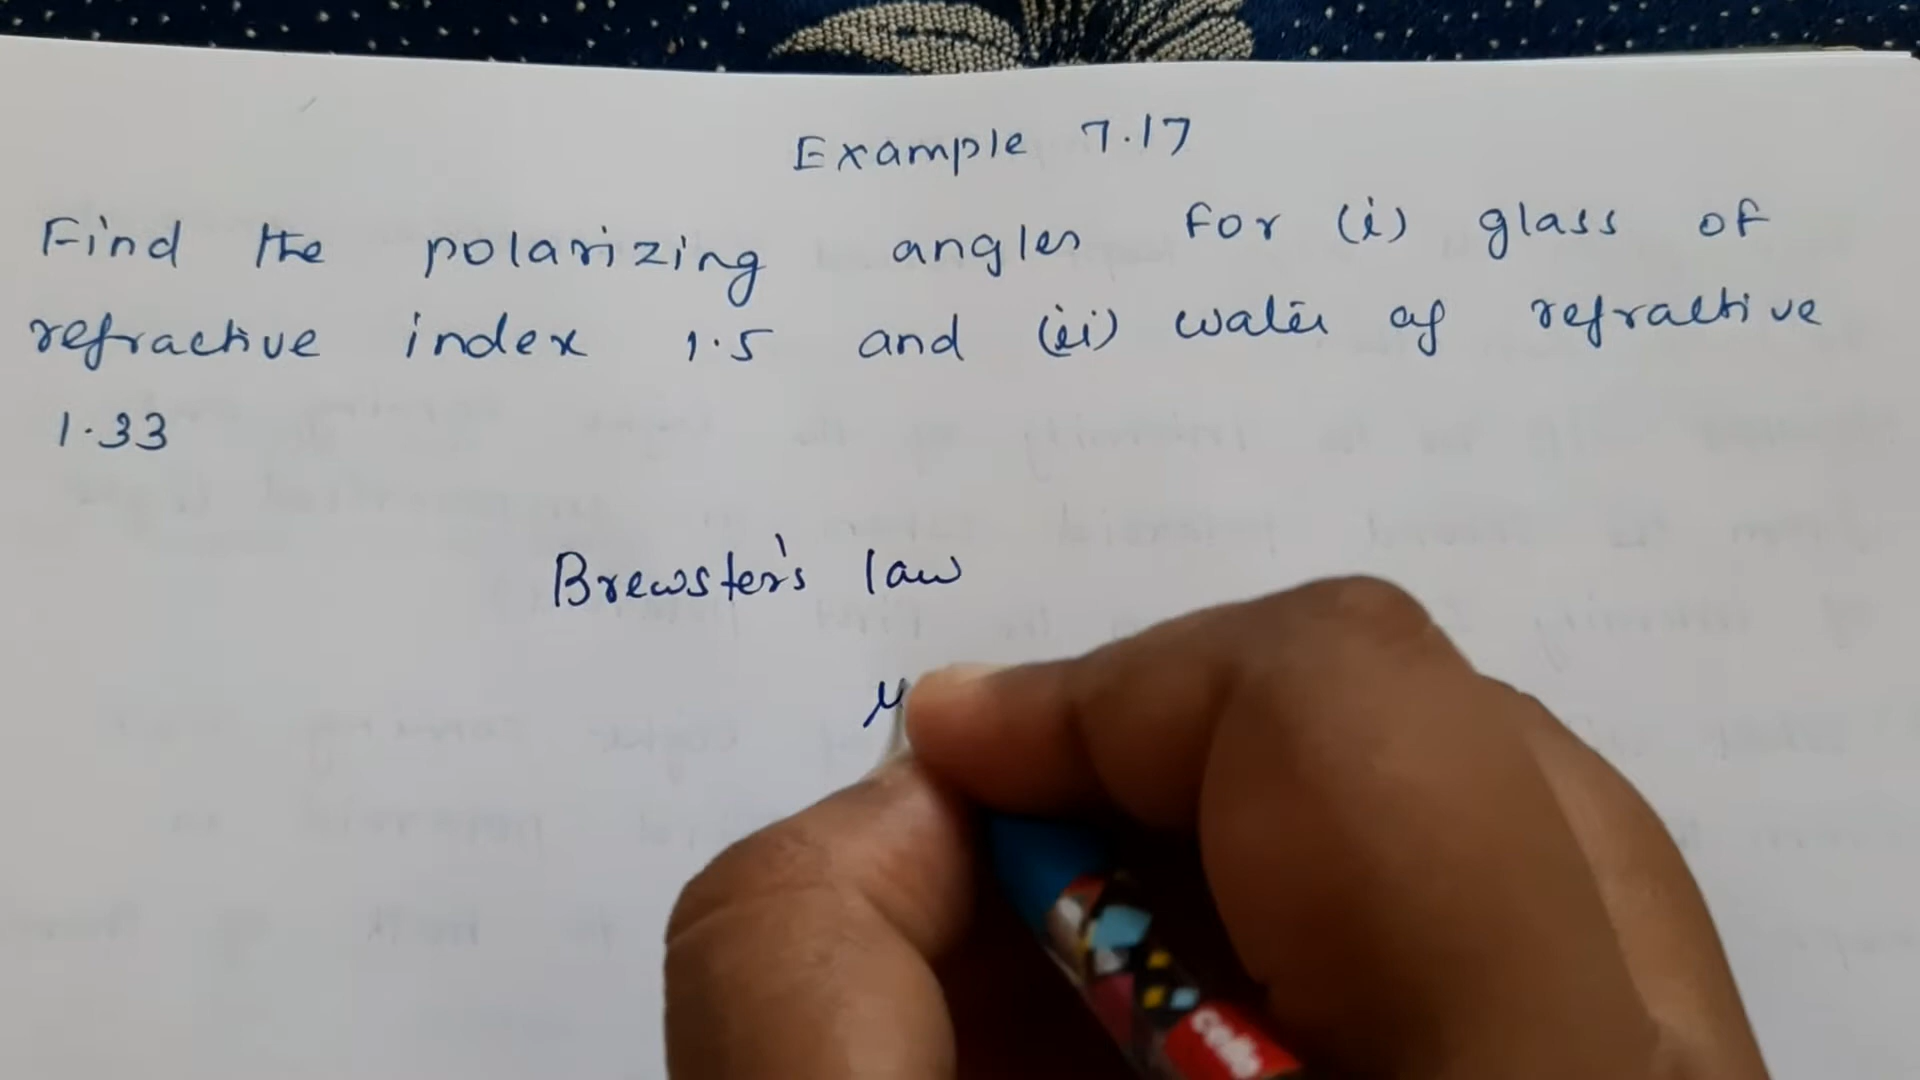 Example 7.17
Find the polarizing angles for (i) glass of
refractive index 1.5 and (ii) water of refractive
1.33
Brewster's law
μ
cello